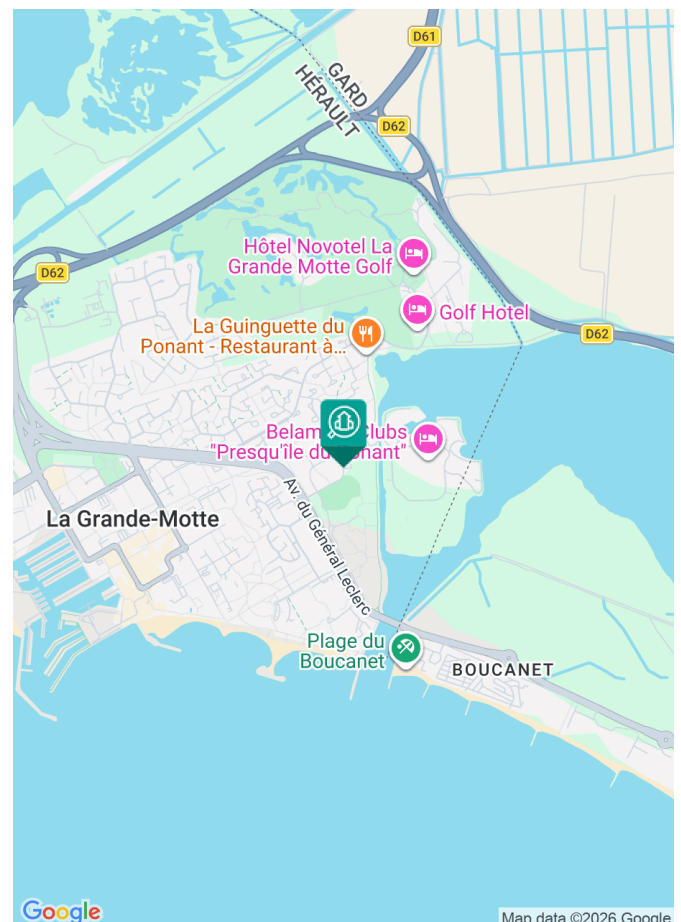 D61
GARD
HÉRAULT
D62
Hôtel Novotel La
Grande Motte Golf
D62
Golf Hotel
La Guinguette du
Ponant - Restaurant à...
D62
Belam Clubs
"Presqu'île du Ponant"
Av. du Général Leclerc
La Grande-Motte
Plage du
Boucanet
BOUCANET
Google
Map data ©2026 Google